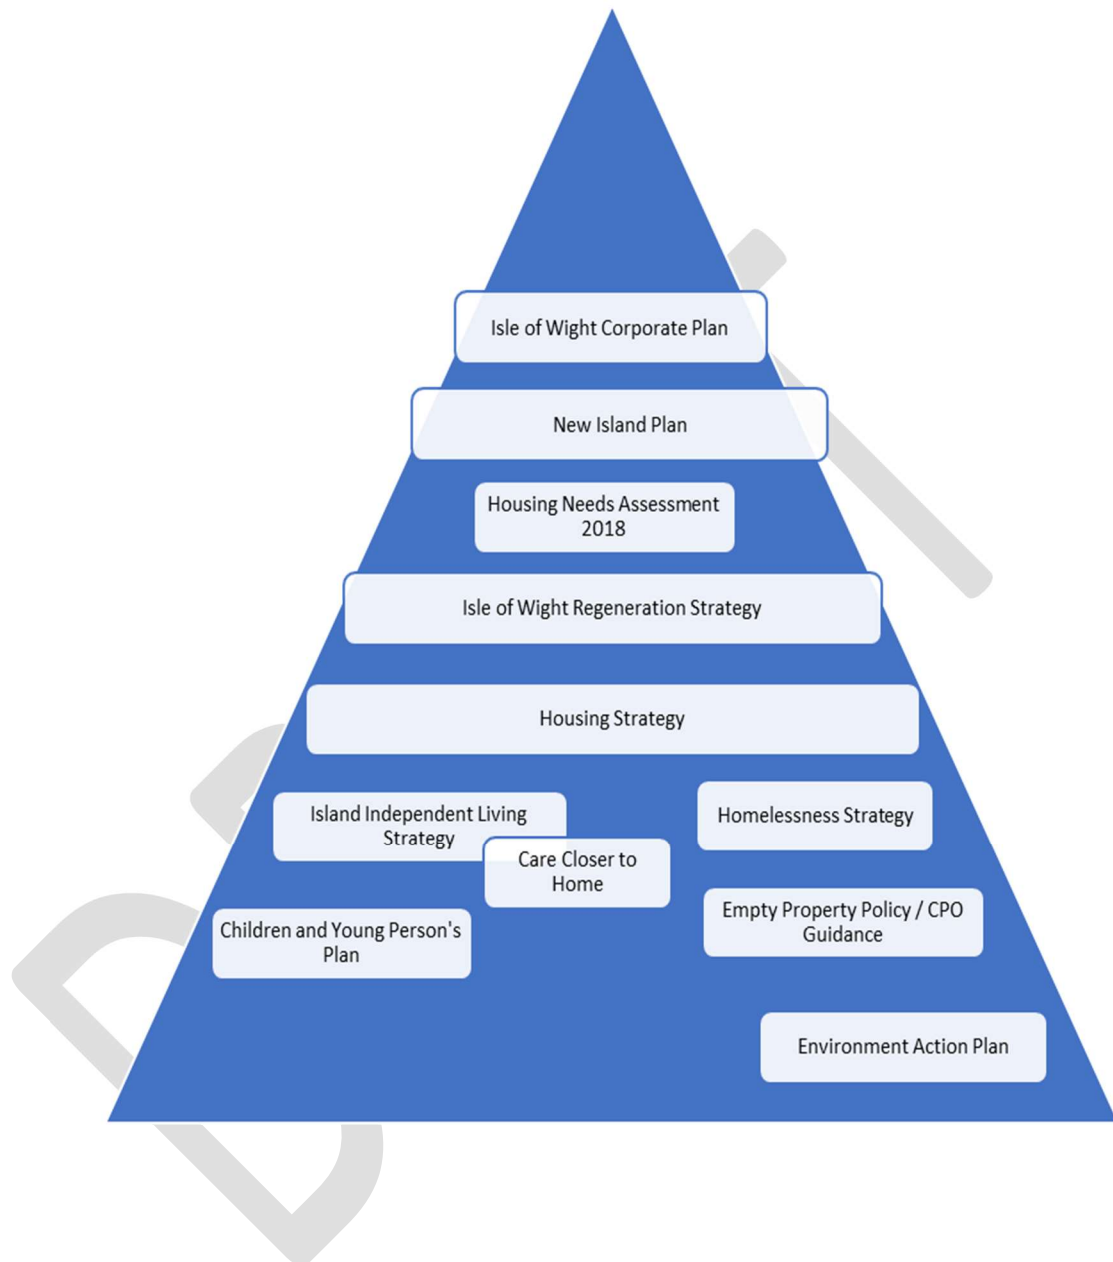 Isle of Wight Corporate Plan
New Island Plan
Housing Needs Assessment
2018
Isle of Wight Regeneration Strategy
Housing Strategy
Island Independent Living
Strategy
Homelessness Strategy
Care Closer to
Home
Empty Property Policy / CPO
Guidance
Children and Young Person's
Plan
Environment Action Plan